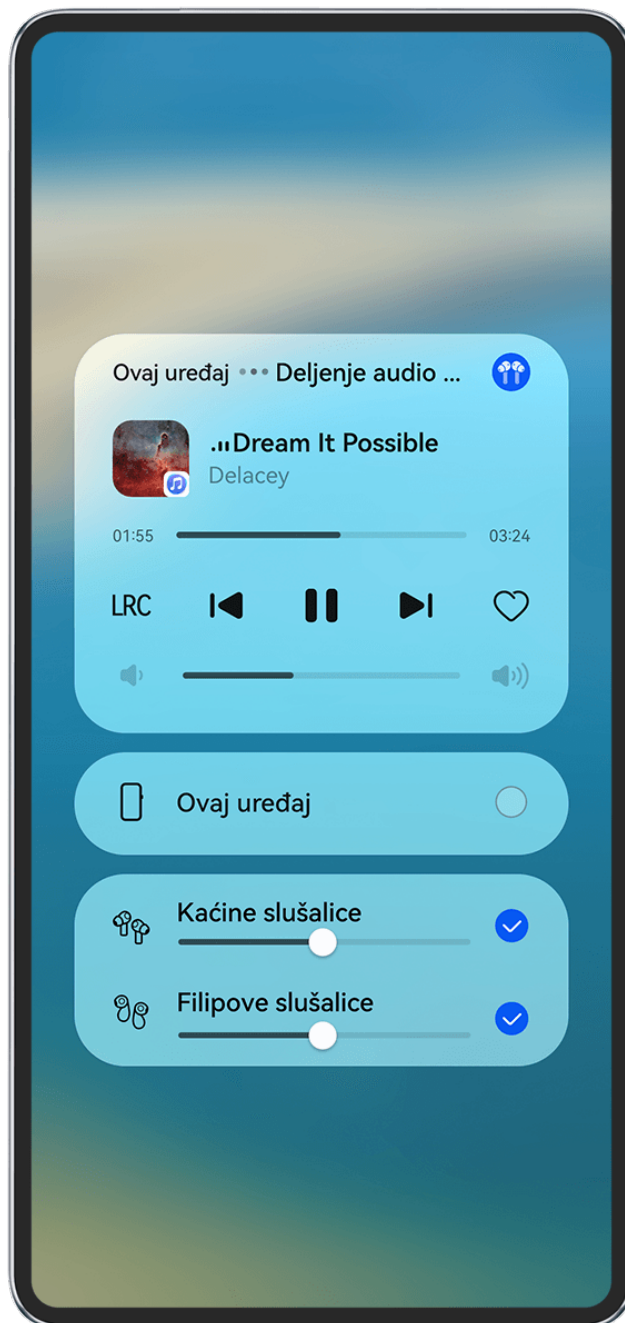 Ovaj uređaj ••• Deljenje audio ...
Dream It Possible
Delacey
01:55 03:24
LRC
Ovaj uređaj
Kaćine slušalice
Filipove slušalice